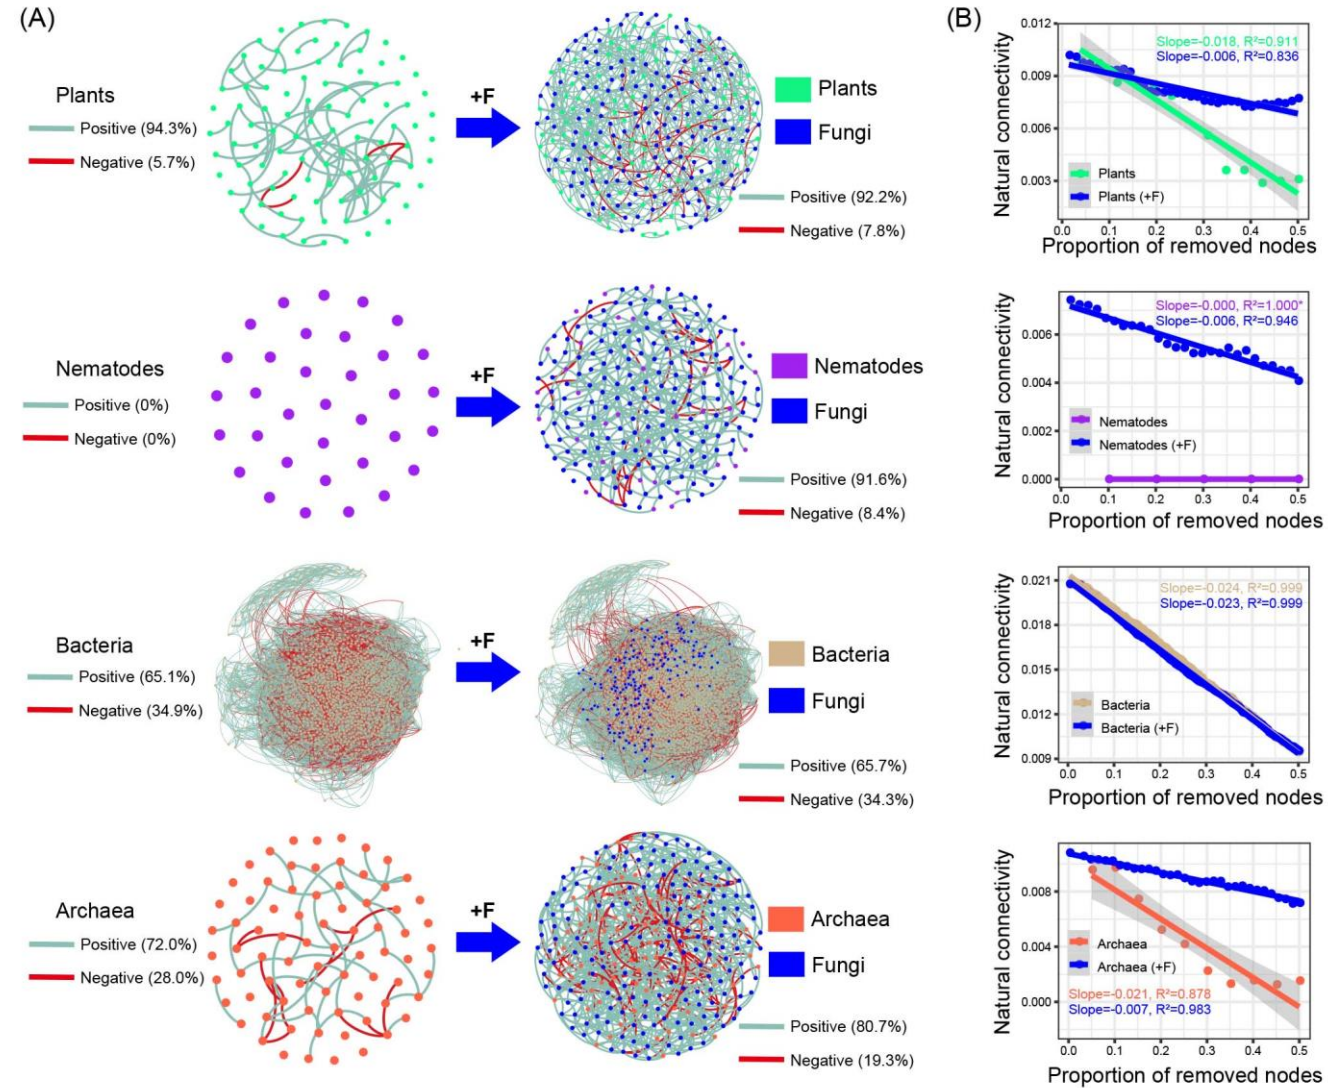 (A)
Plants
Positive (94.3%)
Negative (5.7%)
+F
Plants
Fungi
Positive (92.2%)
Negative (7.8%)
Nematodes
Positive (0%)
Negative (0%)
+F
Nematodes
Fungi
Positive (91.6%)
Negative (8.4%)
Bacteria
Positive (65.1%)
Negative (34.9%)
+F
Bacteria
Fungi
Positive (65.7%)
Negative (34.3%)
Archaea
Positive (72.0%)
Negative (28.0%)
+F
Archaea
Fungi
Positive (80.7%)
Negative (19.3%)
(B)
Natural connectivity
0.012
0.009
0.006
0.003
Slope=-0.018, R²=0.911
Slope=-0.006, R²=0.836
Plants
Plants (+F)
0.0 0.1 0.2 0.3 0.4 0.5
Proportion of removed nodes
Natural connectivity
0.006
0.004
0.002
0.000
Slope=-0.000, R²=1.000*
Slope=-0.006, R²=0.946
Nematodes
Nematodes (+F)
0.0 0.1 0.2 0.3 0.4 0.5
Proportion of removed nodes
Natural connectivity
0.021
0.018
0.015
0.012
0.009
Slope=-0.024, R²=0.999
Slope=-0.023, R²=0.999
Bacteria
Bacteria (+F)
0.0 0.1 0.2 0.3 0.4 0.5
Proportion of removed nodes
Natural connectivity
0.008
0.004
0.000
Archaea
Archaea (+F)
Slope=-0.021, R²=0.878
Slope=-0.007, R²=0.983
0.0 0.1 0.2 0.3 0.4 0.5
Proportion of removed nodes